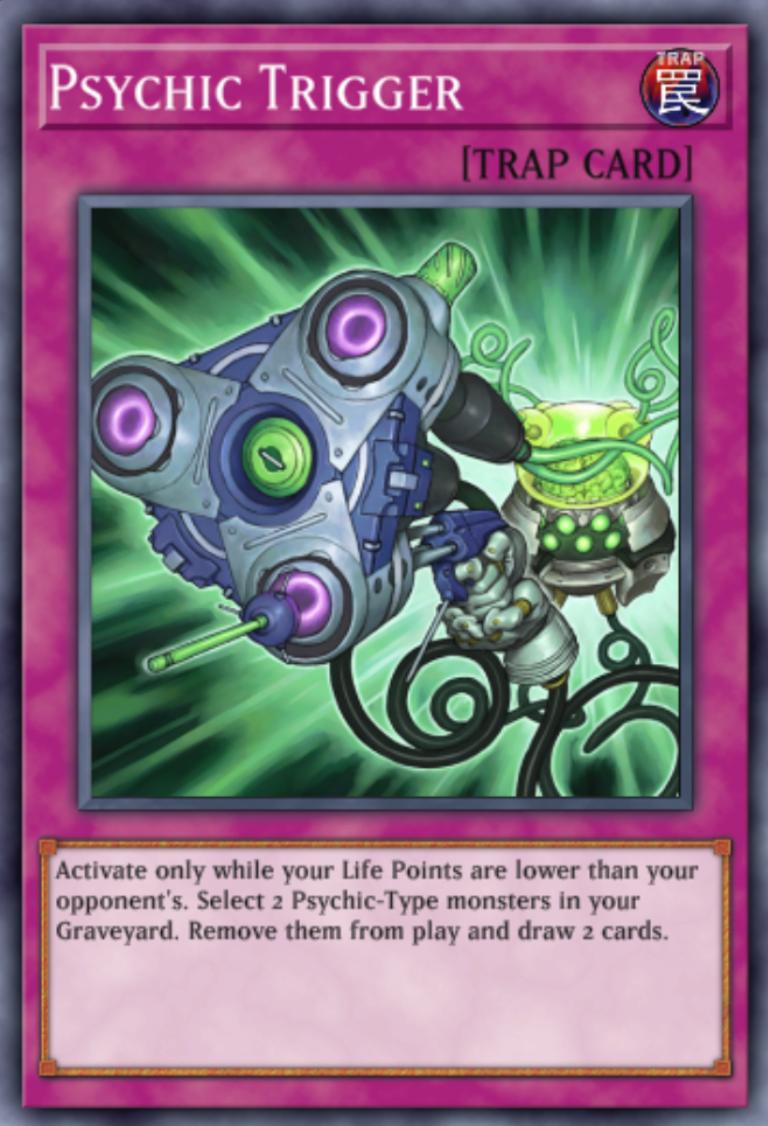 Psychic Trigger
TRAP
罠
[TRAP CARD]
Activate only while your Life Points are lower than your
opponent's. Select 2 Psychic-Type monsters in your
Graveyard. Remove them from play and draw 2 cards.